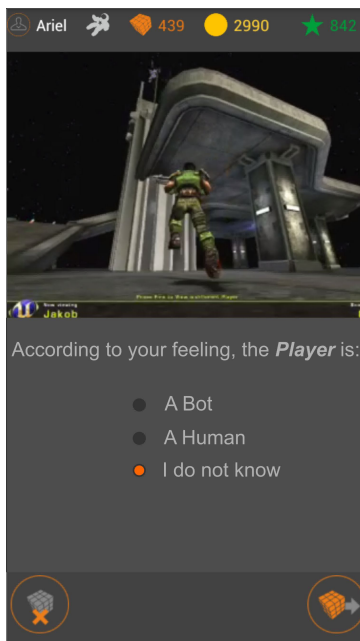 Ariel 439 2990 842
Press Fire to View a different Player
Now viewing
Jakob
According to your feeling, the Player is:
A Bot
A Human
I do not know